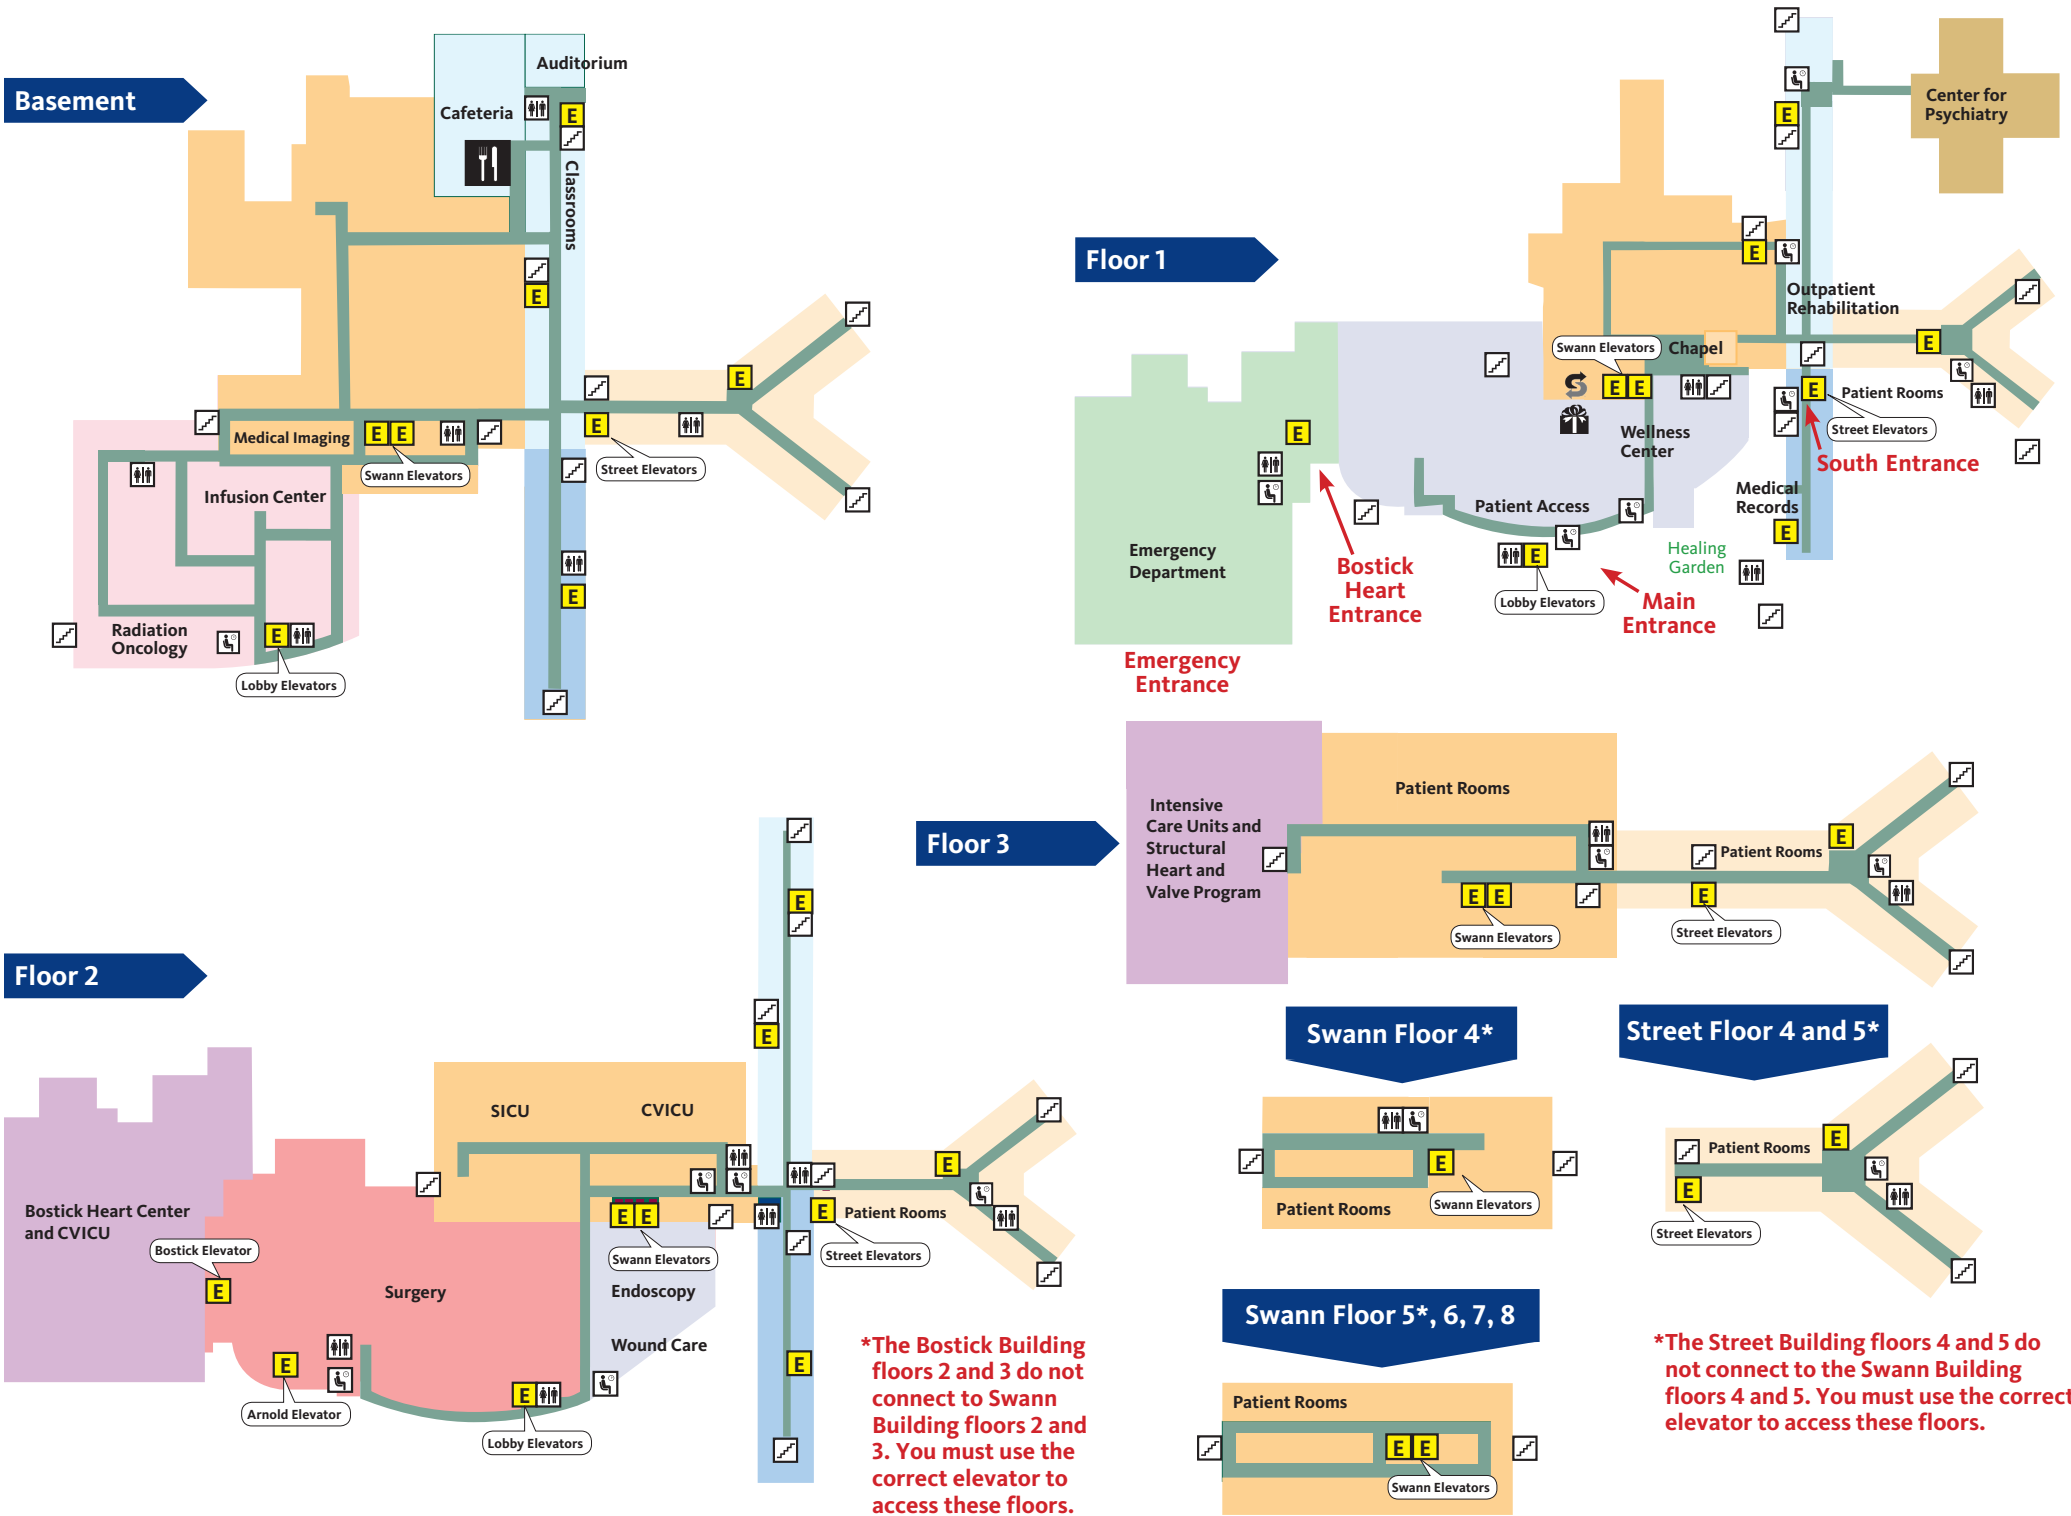 Basement
Auditorium
Cafeteria
E
Classrooms
E
E
E
Street Elevators
Medical Imaging
E E
Swann Elevators
Infusion Center
E
Radiation
Oncology
E
Lobby Elevators
Floor 1
Center for
Psychiatry
E
E
Outpatient
Rehabilitation
E
Swann Elevators
Chapel
E E
E
Patient Rooms
Street Elevators
South Entrance
Wellness
Center
E
Medical
Records
E
Patient Access
Healing
Garden
E
Lobby Elevators
Emergency
Department
Bostick
Heart
Entrance
Main
Entrance
Emergency
Entrance
Floor 3
Intensive
Care Units and
Structural
Heart and
Valve Program
Patient Rooms
E E
Swann Elevators
Patient Rooms
E
E
Street Elevators
Floor 2
E
E
SICU
CVICU
E
E
Patient Rooms
Street Elevators
E E
Swann Elevators
Bostick Heart Center
and CVICU
Bostick Elevator
E
Surgery
Endoscopy
Wound Care
E
Arnold Elevator
E
Lobby Elevators
E
*The Bostick Building
floors 2 and 3 do not
connect to Swann
Building floors 2 and
3. You must use the
correct elevator to
access these floors.
Swann Floor 4*
E
Swann Elevators
Patient Rooms
Street Floor 4 and 5*
Patient Rooms
E
E
Street Elevators
Swann Floor 5*, 6, 7, 8
Patient Rooms
E E
Swann Elevators
*The Street Building floors 4 and 5 do
not connect to the Swann Building
floors 4 and 5. You must use the correct
elevator to access these floors.